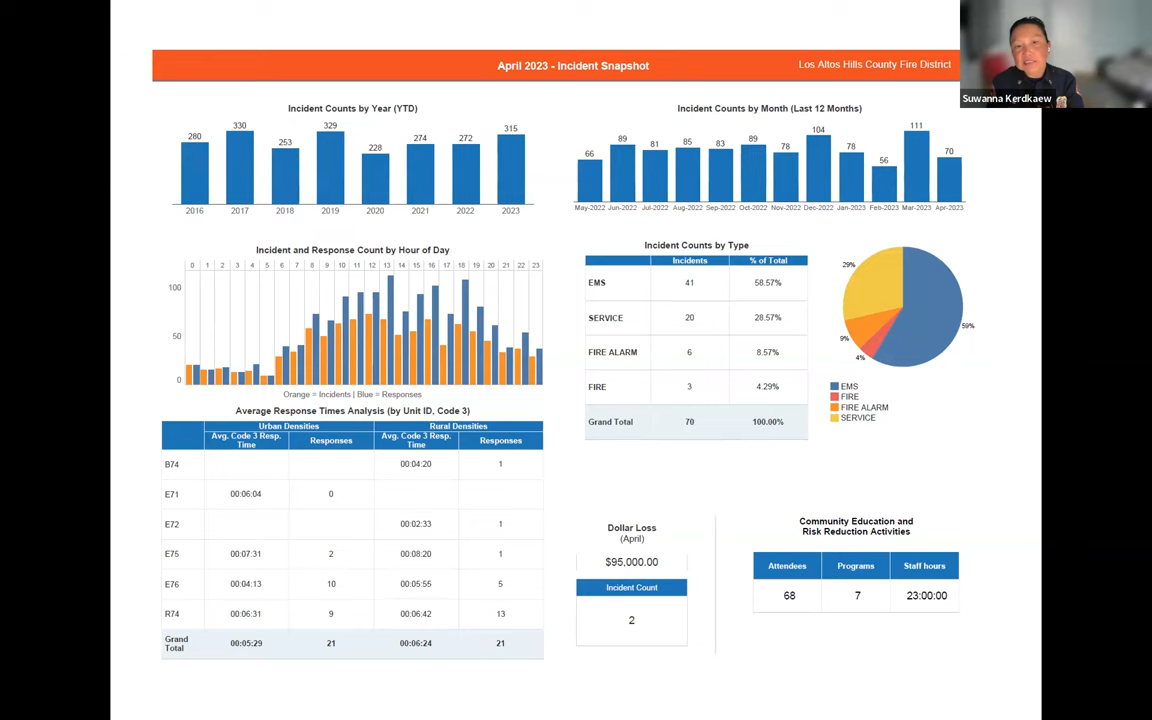 April 2023 - Incident Snapshot
Los Altos Hills County Fire District
Suwanna Kerdkaew
Incident Counts by Year (YTD)
280 330 253 329 228 274 272 315
2016 2017 2018 2019 2020 2021 2022 2023
Incident Counts by Month (Last 12 Months)
66 89 81 85 83 89 78 104 78 56 111 70
May-2022 Jun-2022 Jul-2022 Aug-2022 Sep-2022 Oct-2022 Nov-2022 Dec-2022 Jan-2023 Feb-2023 Mar-2023 Apr-2023
Incident and Response Count by Hour of Day
0 1 2 3 4 5 6 7 8 9 10 11 12 13 14 15 16 17 18 19 20 21 22 23
100
50
0
Orange = Incidents | Blue = Responses
Incident Counts by Type
Incidents % of Total
EMS 41 58.57%
SERVICE 20 28.57%
FIRE ALARM 6 8.57%
FIRE 3 4.29%
Grand Total 70 100.00%
29%
59%
9%
4%
EMS
FIRE
FIRE ALARM
SERVICE
Average Response Times Analysis (by Unit ID, Code 3)
Urban Densities Rural Densities
Avg. Code 3 Resp. Time Responses Avg. Code 3 Resp. Time Responses
B74 00:04:20 1
E71 00:06:04 0
E72 00:02:33 1
E75 00:07:31 2 00:08:20 1
E76 00:04:13 10 00:05:55 5
R74 00:06:31 9 00:06:42 13
Grand Total 00:05:29 21 00:06:24 21
Dollar Loss
(April)
$95,000.00
Incident Count
2
Community Education and
Risk Reduction Activities
Attendees Programs Staff hours
68 7 23:00:00